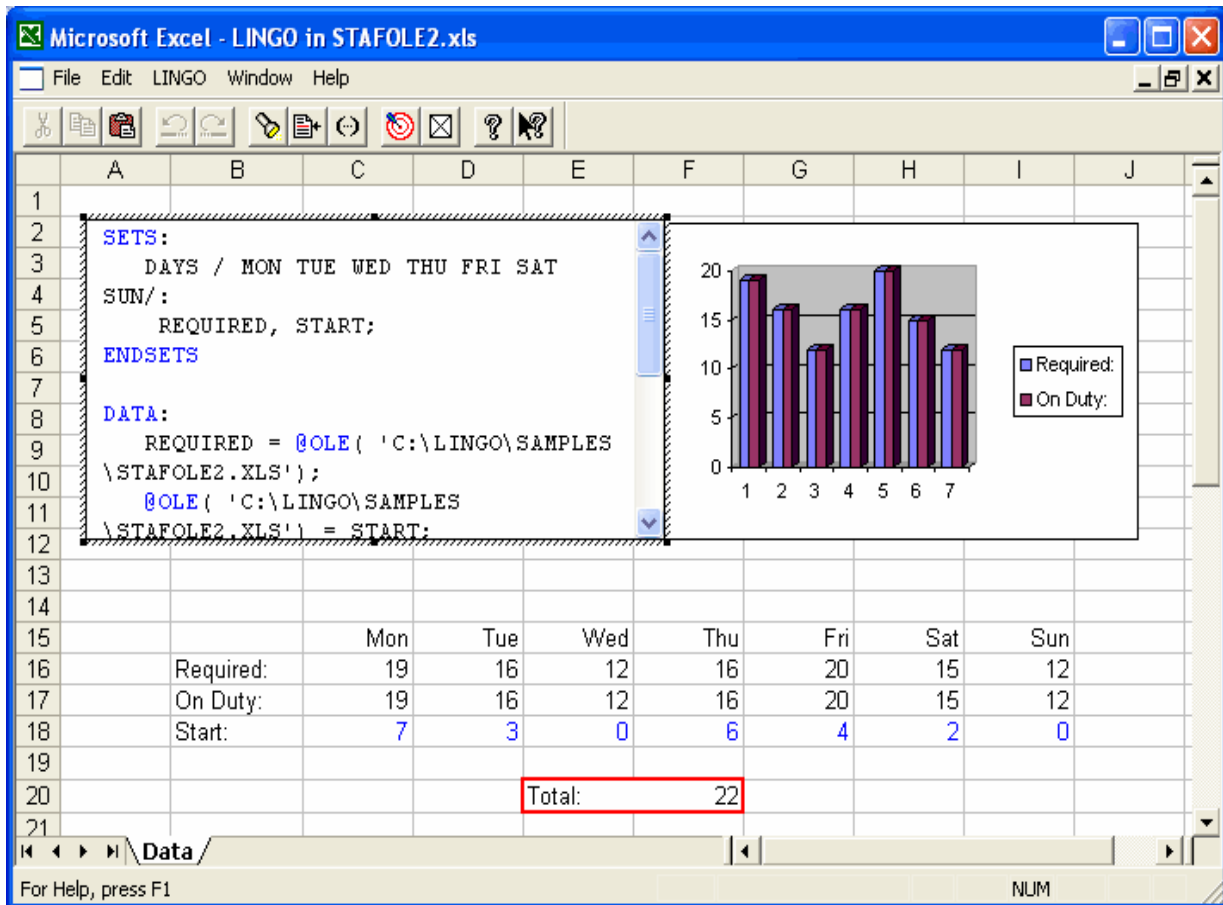 Microsoft Excel - LINGO in STAFOLE2.xls
File Edit LINGO Window Help
A B C D E F G H I J
1
2
3
4
5
6
7
8
9
10
11
12
13
14
15
16
17
18
19
20
21
SETS:
DAYS / MON TUE WED THU FRI SAT
SUN/:
REQUIRED, START;
ENDSETS
DATA:
REQUIRED = @OLE( 'C:\LINGO\SAMPLES
\STAFOLE2.XLS');
@OLE( 'C:\LINGO\SAMPLES
\STAFOLE2.XLS') = START;
20
15
10
5
0
1 2 3 4 5 6 7
Required:
On Duty:
Mon Tue Wed Thu Fri Sat Sun
Required: 19 16 12 16 20 15 12
On Duty: 19 16 12 16 20 15 12
Start: 7 3 0 6 4 2 0
Total: 22
Data
For Help, press F1 NUM